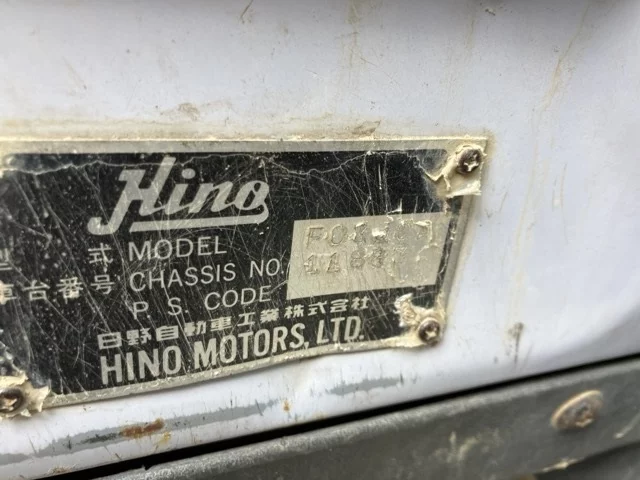 Hino
型 式 MODEL
車台番号 CHASSIS NO.
P. S. CODE
日野自動車工業株式会社
HINO MOTORS, LTD.